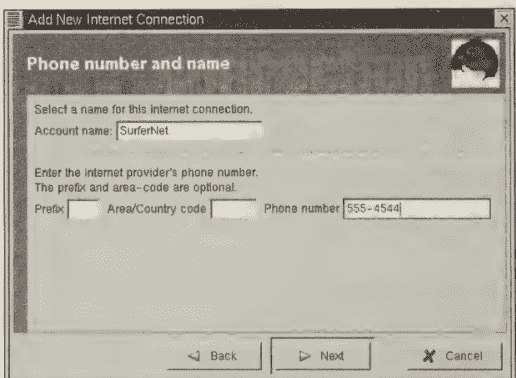 Add New Internet Connection
Phone number and name
Select a name for this internet connection.
Account name: SurferNet
Enter the internet provider's phone number.
The prefix and area-code are optional.
Prefix Area/Country code Phone number 555-4544
Back Next Cancel